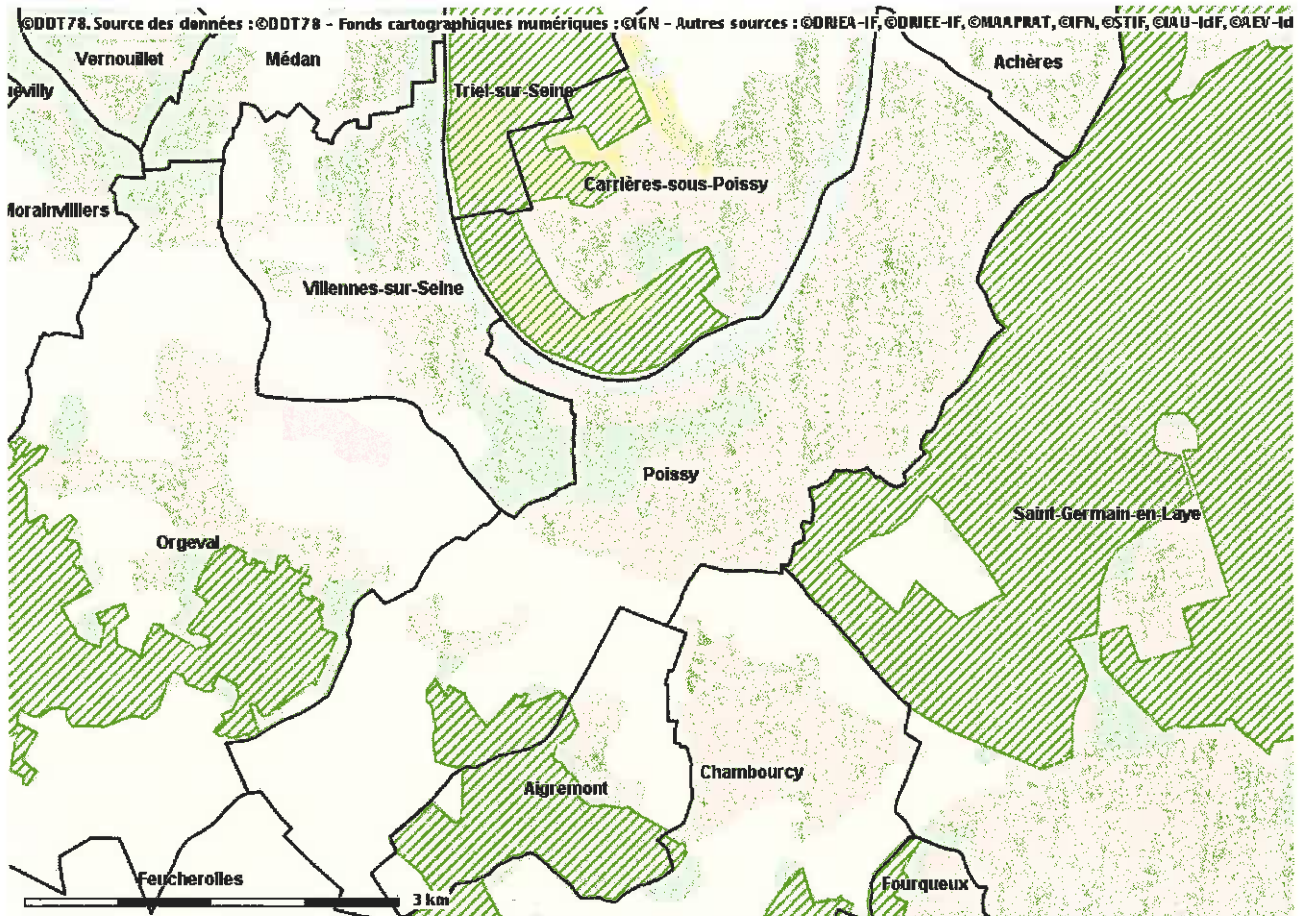 ©DDT78. Source des données : ©DDT78 - Fonds cartographiques numériques : ©IGN - Autres sources : ©DRIEA-IF, ©DRIEE-IF, ©MAAPRAT, ©IFN, ©STIF, ©IAU-IdF, ©AEV-Id
Vernouillet
Médan
Achères
uevilly
Triel-sur-Seine
Carrières-sous-Poissy
Morainvilliers
Villennes-sur-Seine
Poissy
Saint-Germain-en-Laye
Orgeval
Chambourcy
Aigremont
Feucherolles
Fourqueux
3 km